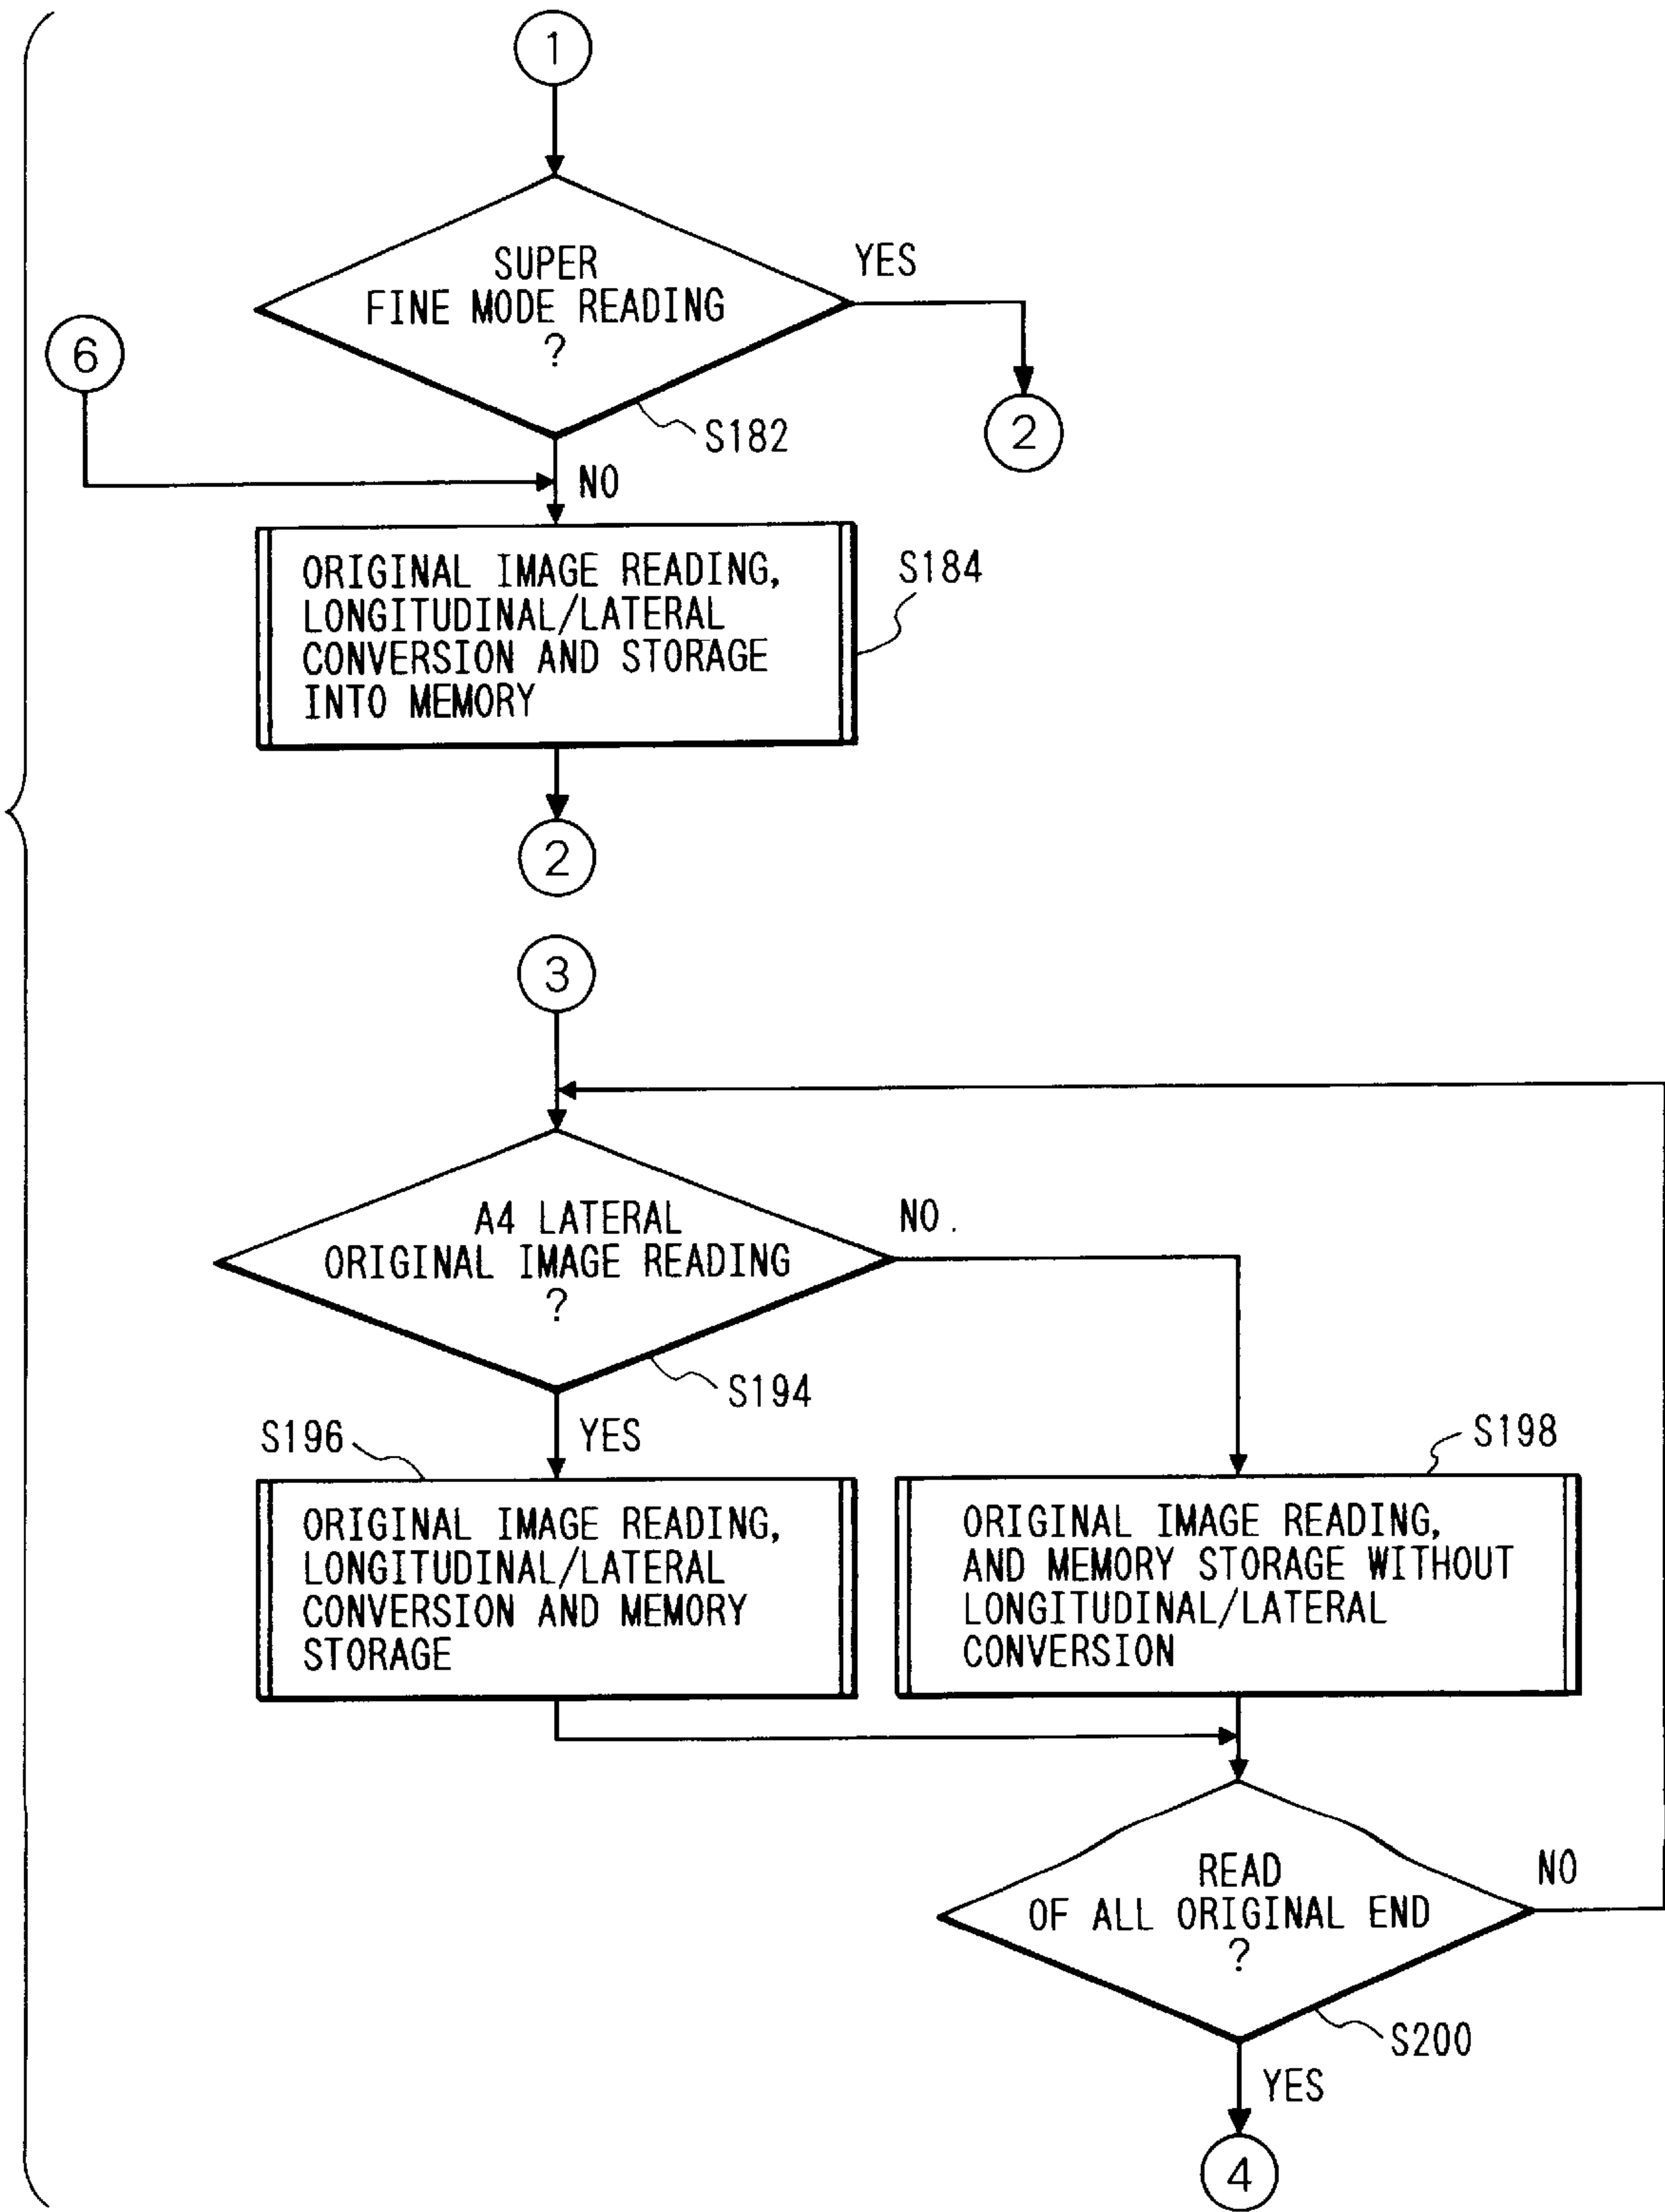 1
SUPER
FINE MODE READING
?
YES
6
2
S182
NO
ORIGINAL IMAGE READING,
LONGITUDINAL/LATERAL
CONVERSION AND STORAGE
INTO MEMORY
S184
2
3
A4 LATERAL
ORIGINAL IMAGE READING
?
NO.
S194
S196
YES
S198
ORIGINAL IMAGE READING,
LONGITUDINAL/LATERAL
CONVERSION AND MEMORY
STORAGE
ORIGINAL IMAGE READING,
AND MEMORY STORAGE WITHOUT
LONGITUDINAL/LATERAL
CONVERSION
READ
OF ALL ORIGINAL END
?
NO
S200
YES
4